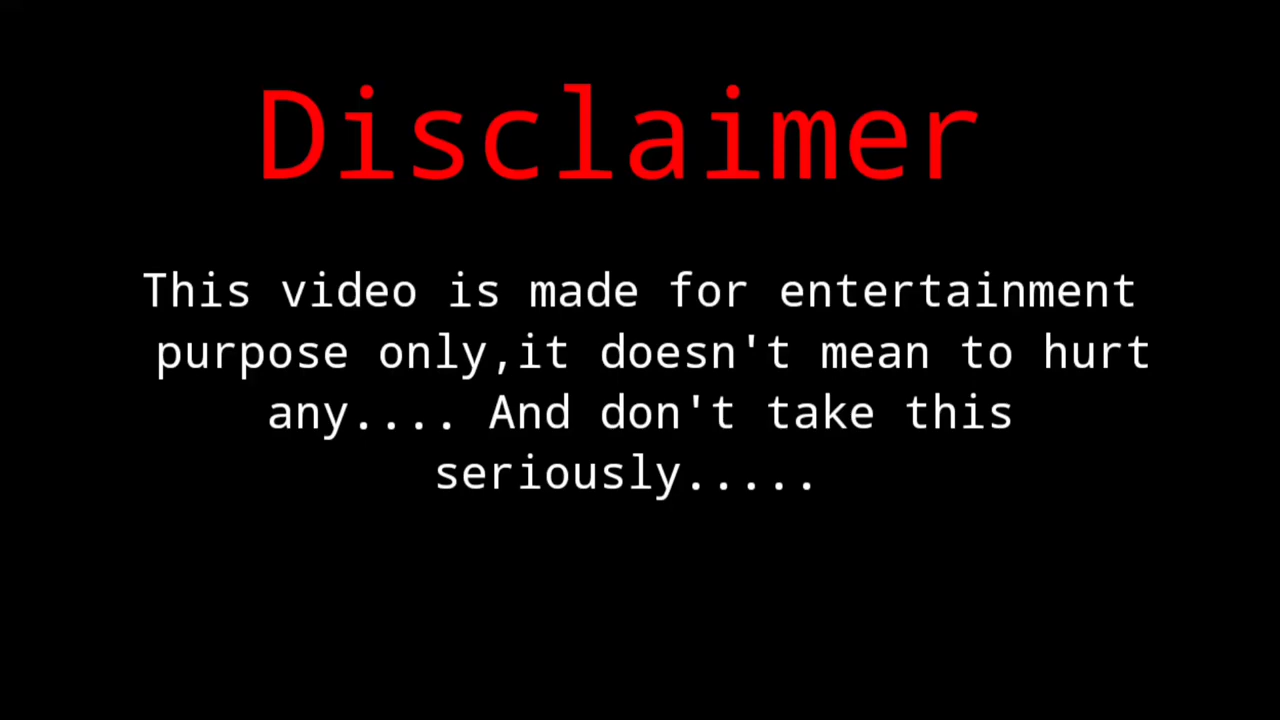 Disclaimer
This video is made for entertainment
purpose only,it doesn't mean to hurt
any.... And don't take this
seriously.....